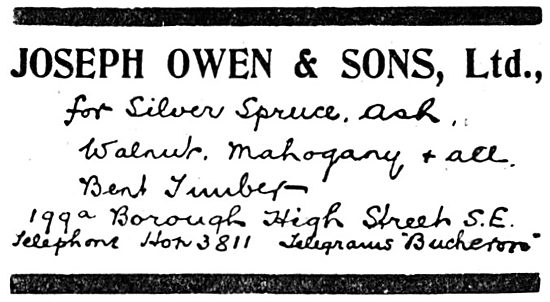 JOSEPH OWEN & SONS, Ltd.,
for Silver Spruce, Ash,
Walnut, Mahogany, + all
Bent Timber
199a Borough High Street S.E.
Telephone Hop 3811 Telegrams "Bucheron"